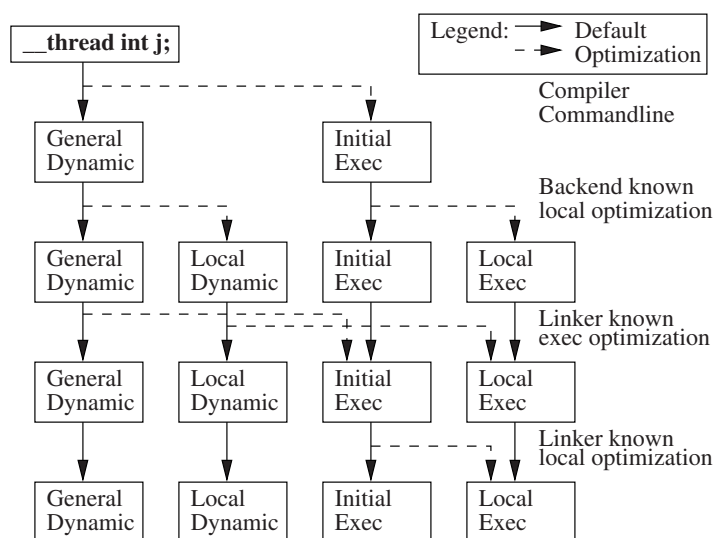 __thread int j;
Legend: Default
Optimization
Compiler
Commandline
General
Dynamic
Initial
Exec
Backend known
local optimization
General
Dynamic
Local
Dynamic
Initial
Exec
Local
Exec
Linker known
exec optimization
General
Dynamic
Local
Dynamic
Initial
Exec
Local
Exec
Linker known
local optimization
General
Dynamic
Local
Dynamic
Initial
Exec
Local
Exec